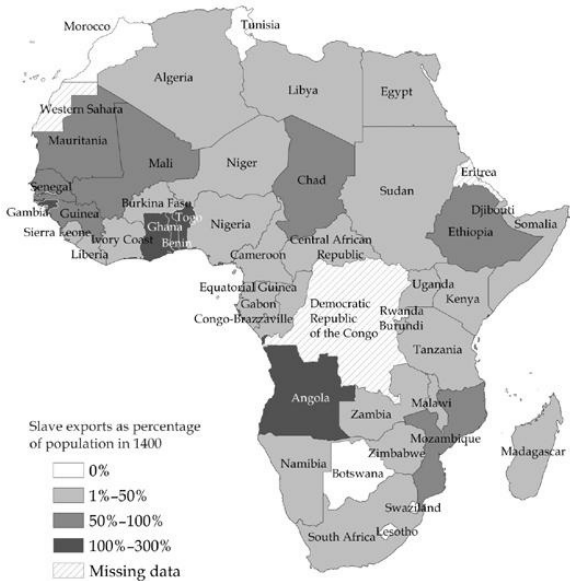 Morocco
Tunisia
Algeria
Libya
Egypt
Western Sahara
Mauritania
Mali
Niger
Chad
Sudan
Eritrea
Senegal
Gambia
Guinea
Burkina Faso
Togo
Ghana
Benin
Nigeria
Djibouti
Somalia
Ethiopia
Sierra Leone
Ivory Coast
Liberia
Central African
Republic
Cameroon
Equatorial Guinea
Gabon
Congo-Brazzaville
Democratic
Republic
of the Congo
Uganda
Kenya
Rwanda
Burundi
Tanzania
Angola
Zambia
Malawi
Mozambique
Zimbabwe
Madagascar
Namibia
Botswana
Swaziland
Lesotho
South Africa
Slave exports as percentage
of population in 1400
0%
1%–50%
50%–100%
100%–300%
Missing data